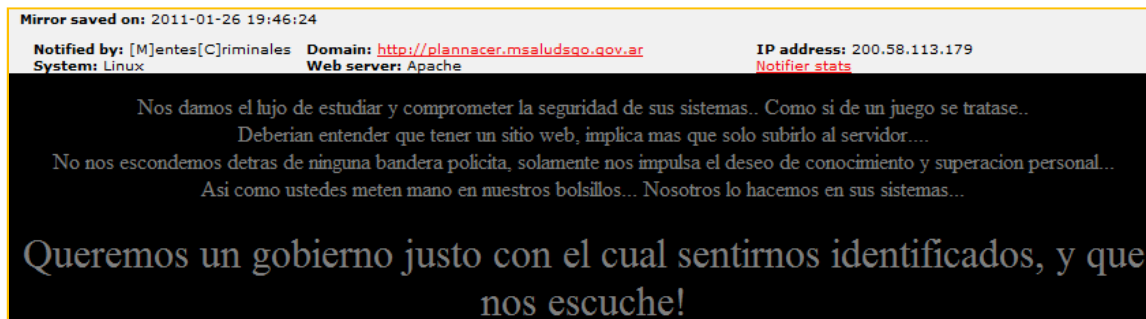 Mirror saved on: 2011-01-26 19:46:24
Notified by: [M]entes[C]riminales Domain: http://plannacer.msaludsgo.gov.ar IP address: 200.58.113.179
System: Linux Web server: Apache Notifier stats
Nos damos el lujo de estudiar y comprometer la seguridad de sus sistemas.. Como si de un juego se tratase..
Deberian entender que tener un sitio web, implica mas que solo subirlo al servidor....
No nos escondemos detras de ninguna bandera policita, solamente nos impulsa el deseo de conocimiento y superacion personal...
Asi como ustedes meten mano en nuestros bolsillos... Nosotros lo hacemos en sus sistemas...
Queremos un gobierno justo con el cual sentirnos identificados, y que
nos escuche!